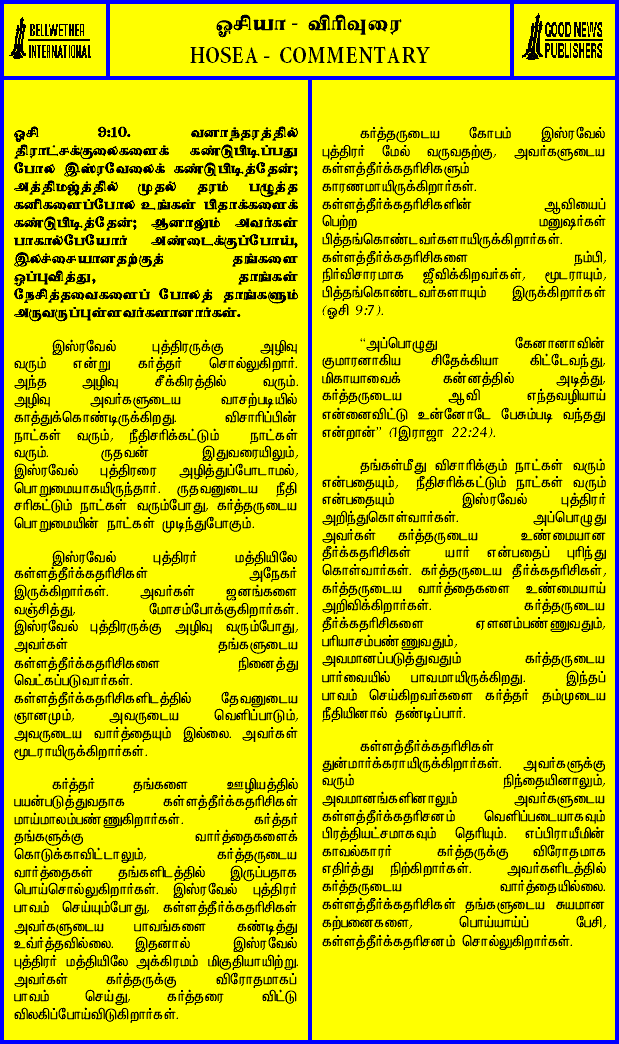 BELLWETHER
INTERNATIONAL
ஓசியா - விரிவுரை
HOSEA - COMMENTARY
GOOD NEWS
PUBLISHERS
ஓசி 9:10. வனாந்தரத்தில்
திராட்சக்குலைகளைக் கண்டுபிடிப்பது
போல இஸ்ரவேலைக் கண்டுபிடித்தேன்;
அத்திமரத்தில் முதல் தரம் பழுத்த
கனிகளைப்போல உங்கள் பிதாக்களைக்
கண்டுபிடித்தேன்; ஆனாலும் அவர்கள்
பாகால்பேயோர் அண்டைக்குப்போய்,
இலச்சையானதற்குத் தங்களை
ஒப்புவித்து, தாங்கள்
நேசித்தவைகளைப் போலத் தாங்களும்
அருவருப்புள்ளவர்களானார்கள்.
இஸ்ரவேல் புத்திரருக்கு அழிவு
வரும் என்று கர்த்தர் சொல்லுகிறார்.
அந்த அழிவு சீக்கிரத்தில் வரும்.
அழிவு அவர்களுடைய வாசற்படியில்
காத்துக்கொண்டிருக்கிறது. விசாரிப்பின்
நாட்கள் வரும், நீதிசரிக்கட்டும் நாட்கள்
வரும். ருதவன் இதுவரையிலும்,
இஸ்ரவேல் புத்திரரை அழித்துப்போடாமல்,
பொறுமையாகயிருந்தார். ருதவனுடைய நீதி
சரிகட்டும் நாட்கள் வரும்போது, கர்த்தருடைய
பொறுமையின் நாட்கள் முடிந்துபோகும்.
இஸ்ரவேல் புத்திரர் மத்தியிலே
கள்ளத்தீர்க்கதரிசிகள் அநேகர்
இருக்கிறார்கள். அவர்கள் ஜனங்களை
வஞ்சித்து, மோசம்போக்குகிறார்கள்.
இஸ்ரவேல் புத்திரருக்கு அழிவு வரும்போது,
அவர்கள் தங்களுடைய
கள்ளத்தீர்க்கதரிசிகளை நினைத்து
வெட்கப்படுவார்கள்.
கள்ளத்தீர்க்கதரிசிகளிடத்தில் தேவனுடைய
ஞானமும், அவருடைய வெளிப்பாடும்,
அவருடைய வார்த்தையும் இல்லை. அவர்கள்
மூடராயிருக்கிறார்கள்.
கர்த்தர் தங்களை ஊழியத்தில்
பயன்படுத்துவதாக கள்ளத்தீர்க்கதரிசிகள்
மாய்மாலம்பண்ணுகிறார்கள். கர்த்தர்
தங்களுக்கு வார்த்தைகளைக்
கொடுக்காவிட்டாலும், கர்த்தருடைய
வார்த்தைகள் தங்களிடத்தில் இருப்பதாக
பொய்சொல்லுகிறார்கள். இஸ்ரவேல் புத்திரர்
பாவம் செய்யும்போது, கள்ளத்தீர்க்கதரிசிகள்
அவர்களுடைய பாவங்களை கண்டித்து
உவர்த்தவில்லை. இதனால் இஸ்ரவேல்
புத்திரர் மத்தியிலே அக்கிரமம் மிகுதியாயிற்று.
அவர்கள் கர்த்தருக்கு விரோதமாகப்
பாவம் செய்து, கர்த்தரை விட்டு
விலகிப்போய்விடுகிறார்கள்.
கர்த்தருடைய கோபம் இஸ்ரவேல்
புத்திரர் மேல் வருவதற்கு, அவர்களுடைய
கள்ளத்தீர்க்கதரிசிகளும்
காரணமாயிருக்கிறார்கள்.
கள்ளத்தீர்க்கதரிசிகளின் ஆவியைப்
பெற்ற மனுஷர்கள்
பித்தங்கொண்டவர்களாயிருக்கிறார்கள்.
கள்ளத்தீர்க்கதரிசிகளை நம்பி,
நிர்விசாரமாக ஜீவிக்கிறவர்கள், மூடராயும்,
பித்தங்கொண்டவர்களாயும் இருக்கிறார்கள்
(ஓசி 9:7).
“அப்பொழுது கேனானாவின்
குமாரனாகிய சிதேக்கியா கிட்டேவந்து,
மிகாயாவைக் கன்னத்தில் அடித்து,
கர்த்தருடைய ஆவி எந்தவழியாய்
என்னைவிட்டு உன்னோடே பேசும்படி வந்தது
என்றான்” (1இராஜா 22:24).
தங்கள்மீது விசாரிக்கும் நாட்கள் வரும்
என்பதையும், நீதிசரிக்கட்டும் நாட்கள் வரும்
என்பதையும் இஸ்ரவேல் புத்திரர்
அறிந்துகொள்வார்கள். அப்பொழுது
அவர்கள் கர்த்தருடைய உண்மையான
தீர்க்கதரிசிகள் யார் என்பதைப் புரிந்து
கொள்வார்கள். கர்த்தருடைய தீர்க்கதரிசிகள்,
கர்த்தருடைய வார்த்தைகளை உண்மையாய்
அறிவிக்கிறார்கள். கர்த்தருடைய
தீர்க்கதரிசிகளை ஏளனம்பண்ணுவதும்,
பரியாசம்பண்ணுவதும்,
அவமானப்படுத்துவதும் கர்த்தருடைய
பார்வையில் பாவமாயிருக்கிறது. இந்தப்
பாவம் செய்கிறவர்களை கர்த்தர் தம்முடைய
நீதியினால் தண்டிப்பார்.
கள்ளத்தீர்க்கதரிசிகள்
துன்மார்க்கராயிருக்கிறார்கள். அவர்களுக்கு
வரும் நிந்தையினாலும்,
அவமானங்களினாலும் அவர்களுடைய
கள்ளத்தீர்க்கதரிசனம் வெளிப்படையாகவும்
பிரத்தியட்சமாகவும் தெரியும். எப்பிராயீமின்
காவல்காரர் கர்த்தருக்கு விரோதமாக
எதிர்த்து நிற்கிறார்கள். அவர்களிடத்தில்
கர்த்தருடைய வார்த்தையில்லை.
கள்ளத்தீர்க்கதரிசிகள் தங்களுடைய சுயமான
கற்பனைகளை, பொய்யாய்ப் பேசி,
கள்ளத்தீர்க்கதரிசனம் சொல்லுகிறார்கள்.